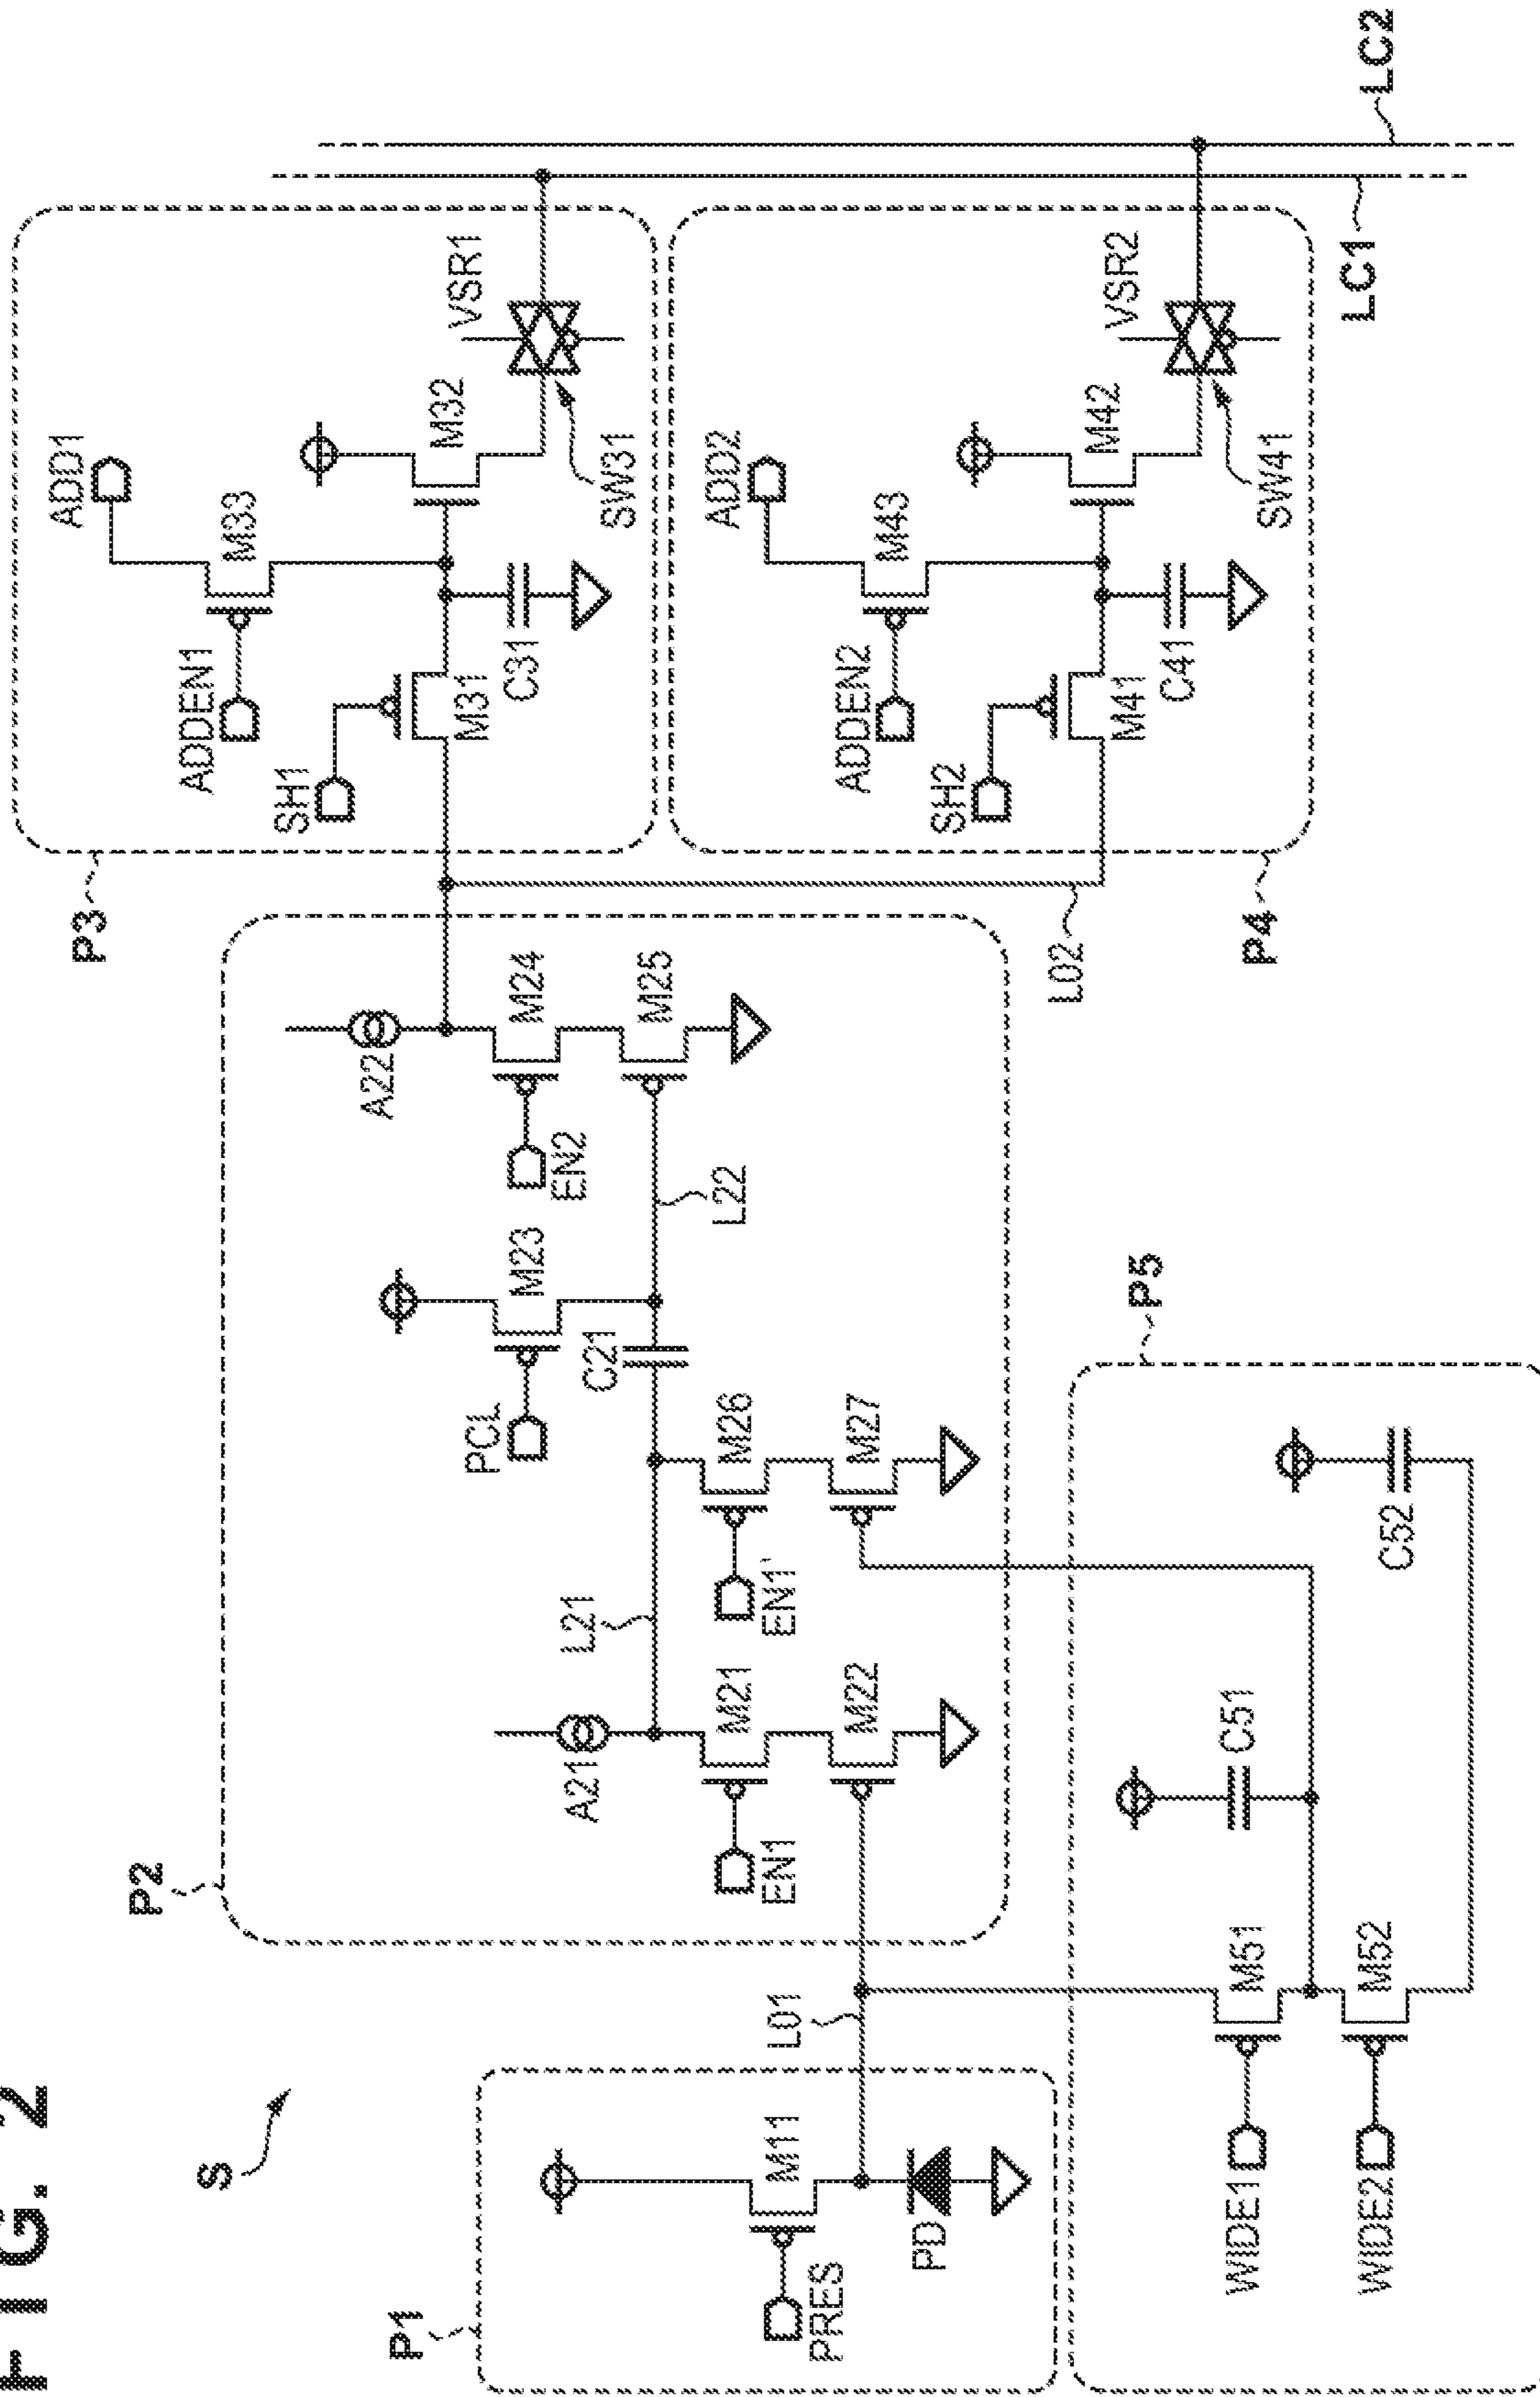 FIG. 2
S
P1
PRES
M11
PD
L01
P2
EN1
A21
M21
M22
L21
EN1'
M26
M27
PCL
M23
C21
L22
EN2
A22
M24
M25
P3
ADD1
ADDEN1
M33
SH1
M31
C31
M32
SW31
VSR1
P4
L02
ADD2
ADDEN2
M43
SH2
M41
C41
M42
SW41
VSR2
LC1
LC2
P5
WIDE1
WIDE2
M51
M52
C51
C52